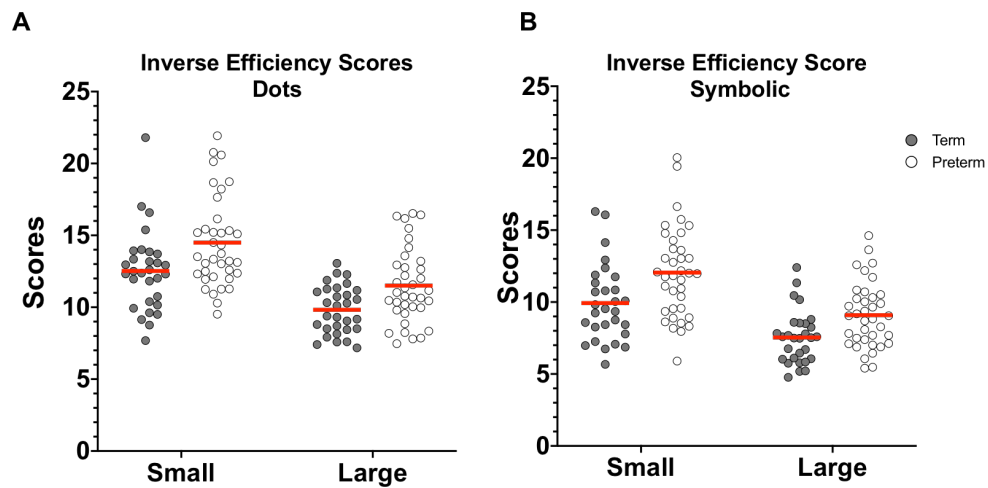 A
Inverse Efficiency Scores
Dots
25
20
15
10
5
0
Scores
Small
Large
B
Inverse Efficiency Score
Symbolic
25
20
15
10
5
0
Scores
Small
Large
Term
Preterm